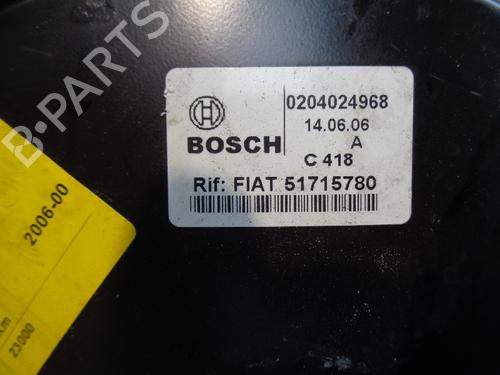 B-PARTS
0204024968
14.06.06
BOSCH
A
C 418
Rif: FIAT 51715780
2006-00
23000